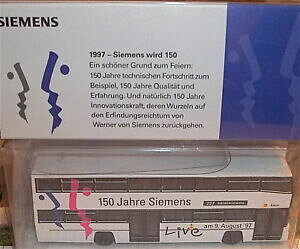 SIEMENS
1997 – Siemens wird 150
Ein schöner Grund zum Feiern:
150 Jahre technischen Fortschritt zum
Beispiel, 150 Jahre Qualität und
Erfahrung. Und natürlich 150 Jahre
Innovationskraft, deren Wurzeln auf
den Erfindungsreichtum von
Werner von Siemens zurückgehen.
150 Jahre Siemens
227
Live am 9. August '97